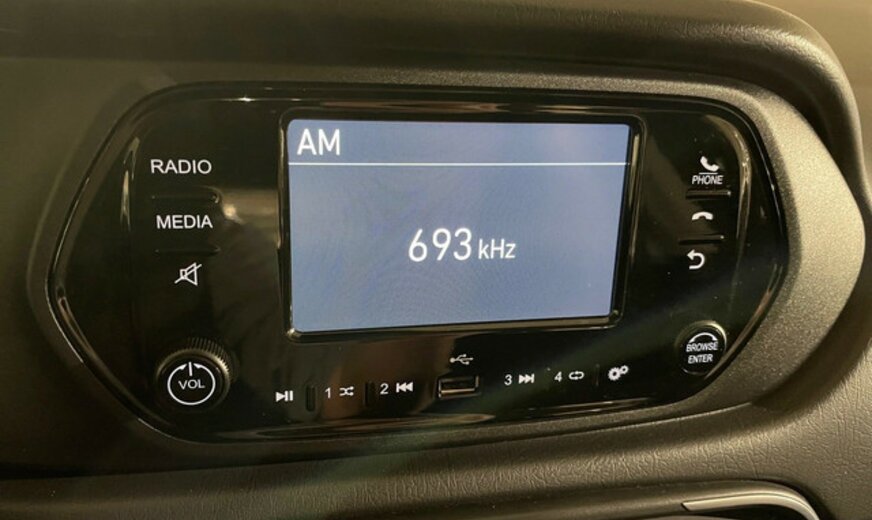 AM
693 kHz
RADIO
MEDIA
VOL
1
2
3
4
PHONE
BROWSE
ENTER